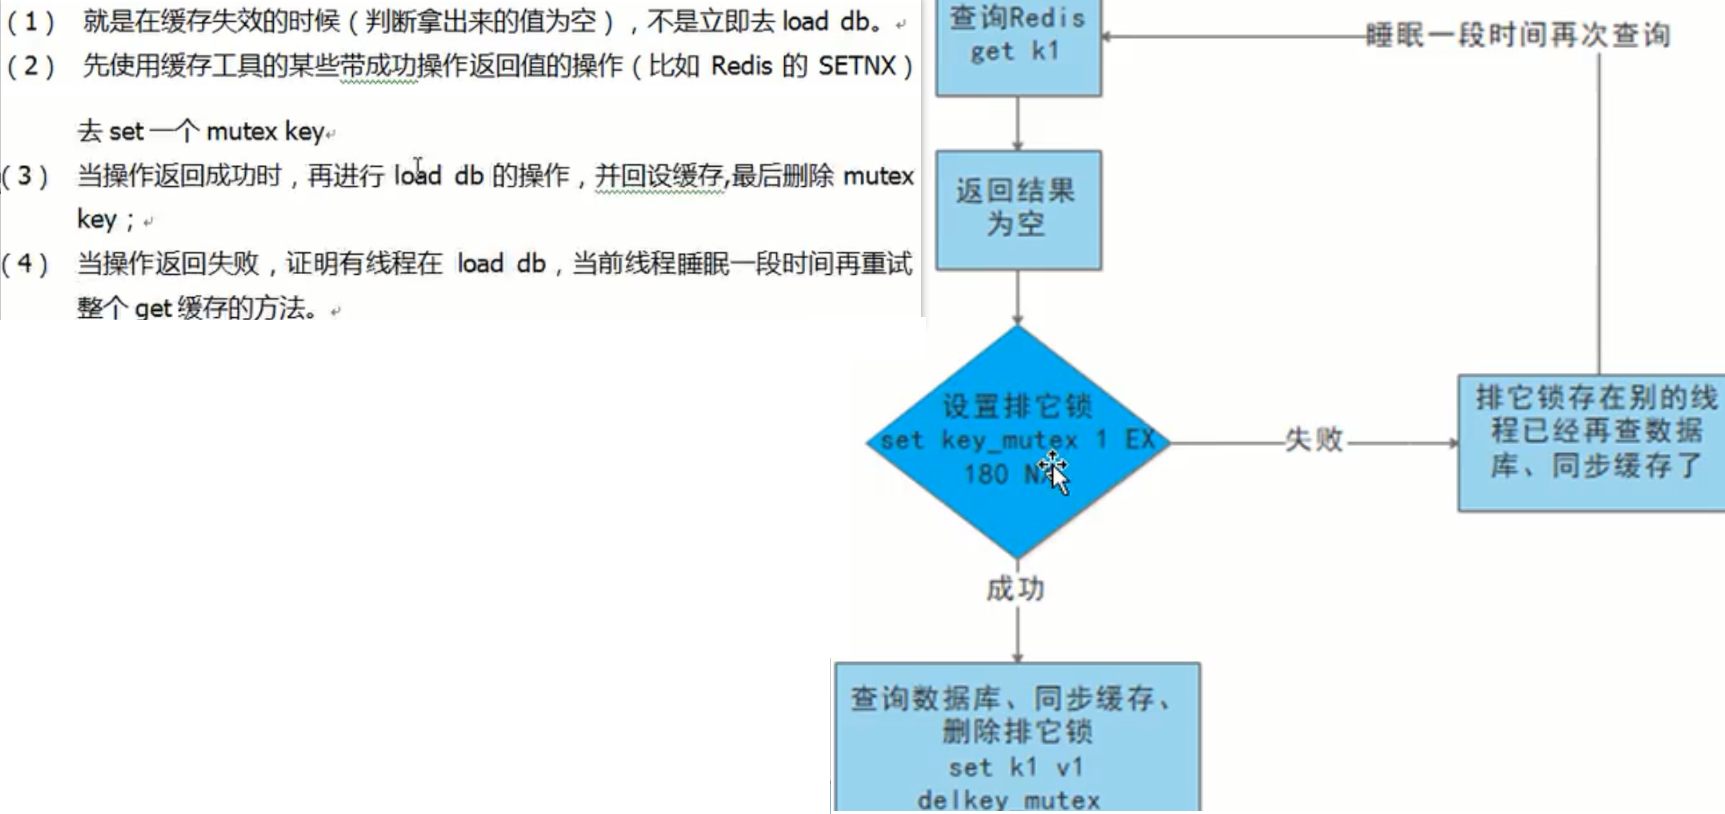 （1） 就是在缓存失效的时候（判断拿出来的值为空），不是立即去 load db。
（2） 先使用缓存工具的某些带成功操作返回值的操作（比如 Redis 的 SETNX）
去 set 一个 mutex key
（3） 当操作返回成功时，再进行 load db 的操作，并回设缓存,最后删除 mutex
key；
（4） 当操作返回失败，证明有线程在 load db，当前线程睡眠一段时间再重试
整个 get 缓存的方法。
查询Redis
get k1
睡眠一段时间再次查询
返回结果
为空
设置排它锁
set key_mutex 1 EX
180
失败
排它锁存在别的线
程已经再查数据
库、同步缓存了
成功
查询数据库、同步缓存、
删除排它锁
set k1 v1
delkey_mutex